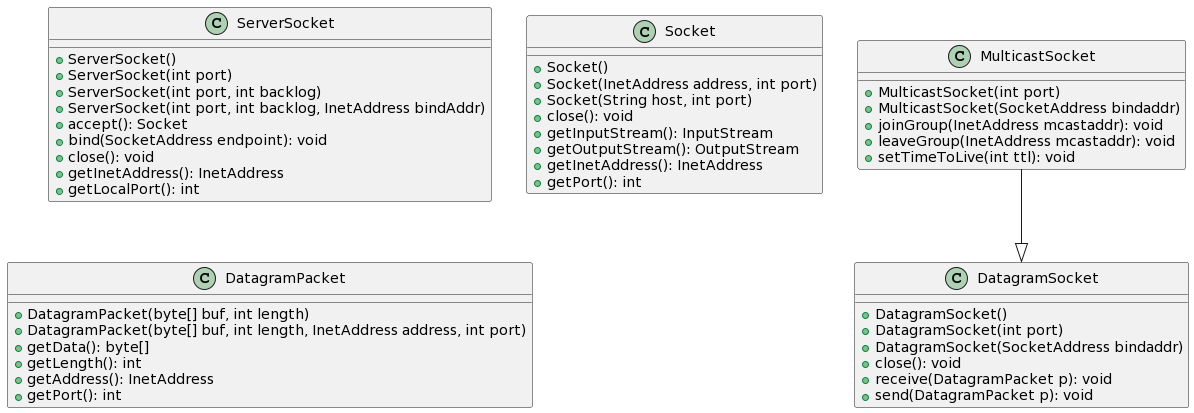 C ServerSocket
ServerSocket()
ServerSocket(int port)
ServerSocket(int port, int backlog)
ServerSocket(int port, int backlog, InetAddress bindAddr)
accept(): Socket
bind(SocketAddress endpoint): void
close(): void
getInetAddress(): InetAddress
getLocalPort(): int
C Socket
Socket()
Socket(InetAddress address, int port)
Socket(String host, int port)
close(): void
getInputStream(): InputStream
getOutputStream(): OutputStream
getInetAddress(): InetAddress
getPort(): int
C MulticastSocket
MulticastSocket(int port)
MulticastSocket(SocketAddress bindaddr)
joinGroup(InetAddress mcastaddr): void
leaveGroup(InetAddress mcastaddr): void
setTimeToLive(int ttl): void
C DatagramPacket
DatagramPacket(byte[] buf, int length)
DatagramPacket(byte[] buf, int length, InetAddress address, int port)
getData(): byte[]
getLength(): int
getAddress(): InetAddress
getPort(): int
C DatagramSocket
DatagramSocket()
DatagramSocket(int port)
DatagramSocket(SocketAddress bindaddr)
close(): void
receive(DatagramPacket p): void
send(DatagramPacket p): void